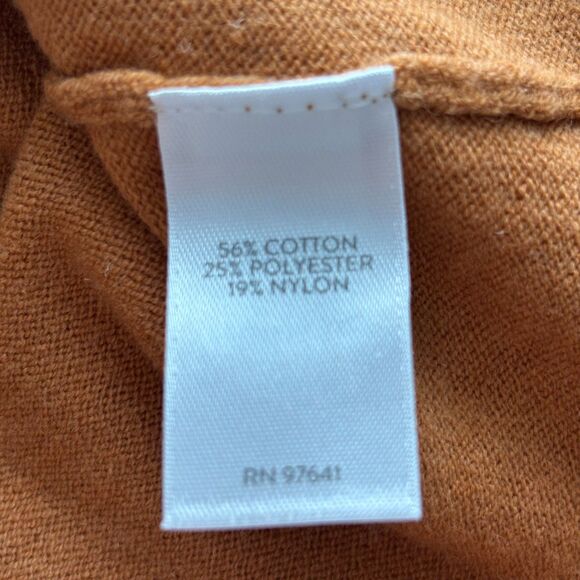 56% COTTON
25% POLYESTER
19% NYLON
RN 97641